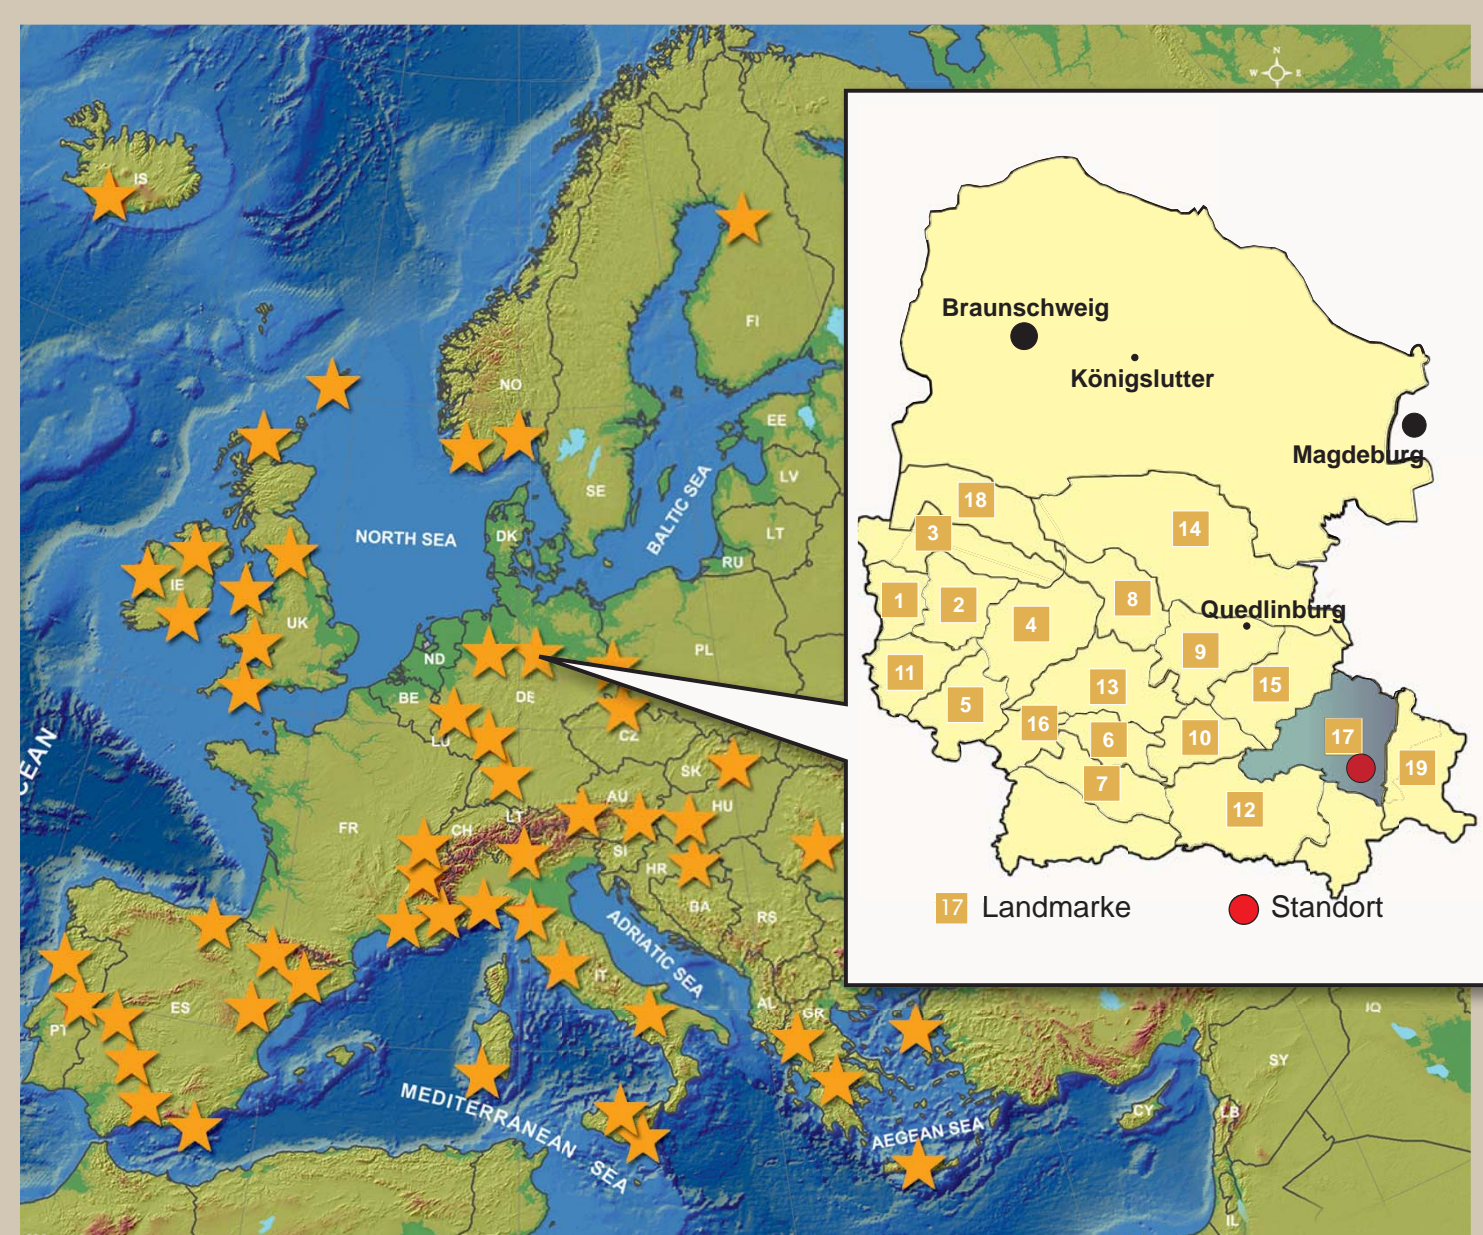 N
W E
IS
FI
NO
EE
LV
LT
SE
BALTIC SEA
RU
NORTH SEA
DK
IE
UK
ND
PL
BE
DE
LU
CZ
SK
HU
AU
LT
CH
FR
SI
HR
BA
RS
ADRIATIC SEA
IT
AL
GR
ES
PT
OCEAN
MEDITERRANEAN SEA
AEGEAN SEA
CY
LB
SY
IQ
IL
Braunschweig
Königslutter
Magdeburg
18
3
14
1
2
4
8
Quedlinburg
9
11
5
13
15
16
6
10
17
19
7
12
17 Landmarke
Standort